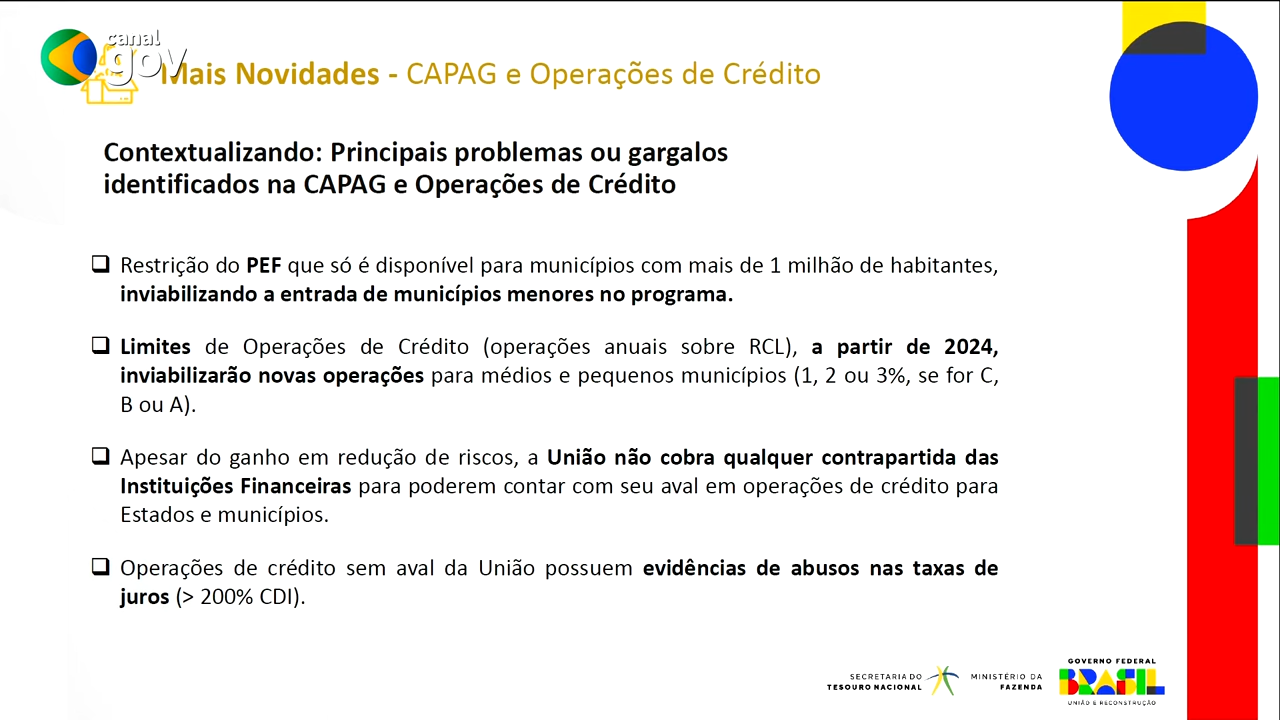 canal
gov
Mais Novidades - CAPAG e Operações de Crédito
Contextualizando: Principais problemas ou gargalos
identificados na CAPAG e Operações de Crédito
Restrição do PEF que só é disponível para municípios com mais de 1 milhão de habitantes,
inviabilizando a entrada de municípios menores no programa.
Limites de Operações de Crédito (operações anuais sobre RCL), a partir de 2024,
inviabilizarão novas operações para médios e pequenos municípios (1, 2 ou 3%, se for C,
B ou A).
Apesar do ganho em redução de riscos, a União não cobra qualquer contrapartida das
Instituições Financeiras para poderem contar com seu aval em operações de crédito para
Estados e municípios.
Operações de crédito sem aval da União possuem evidências de abusos nas taxas de
juros (> 200% CDI).
SECRETARIA DO
TESOURO NACIONAL
MINISTÉRIO DA
FAZENDA
GOVERNO FEDERAL
BRASIL
UNIÃO E RECONSTRUÇÃO